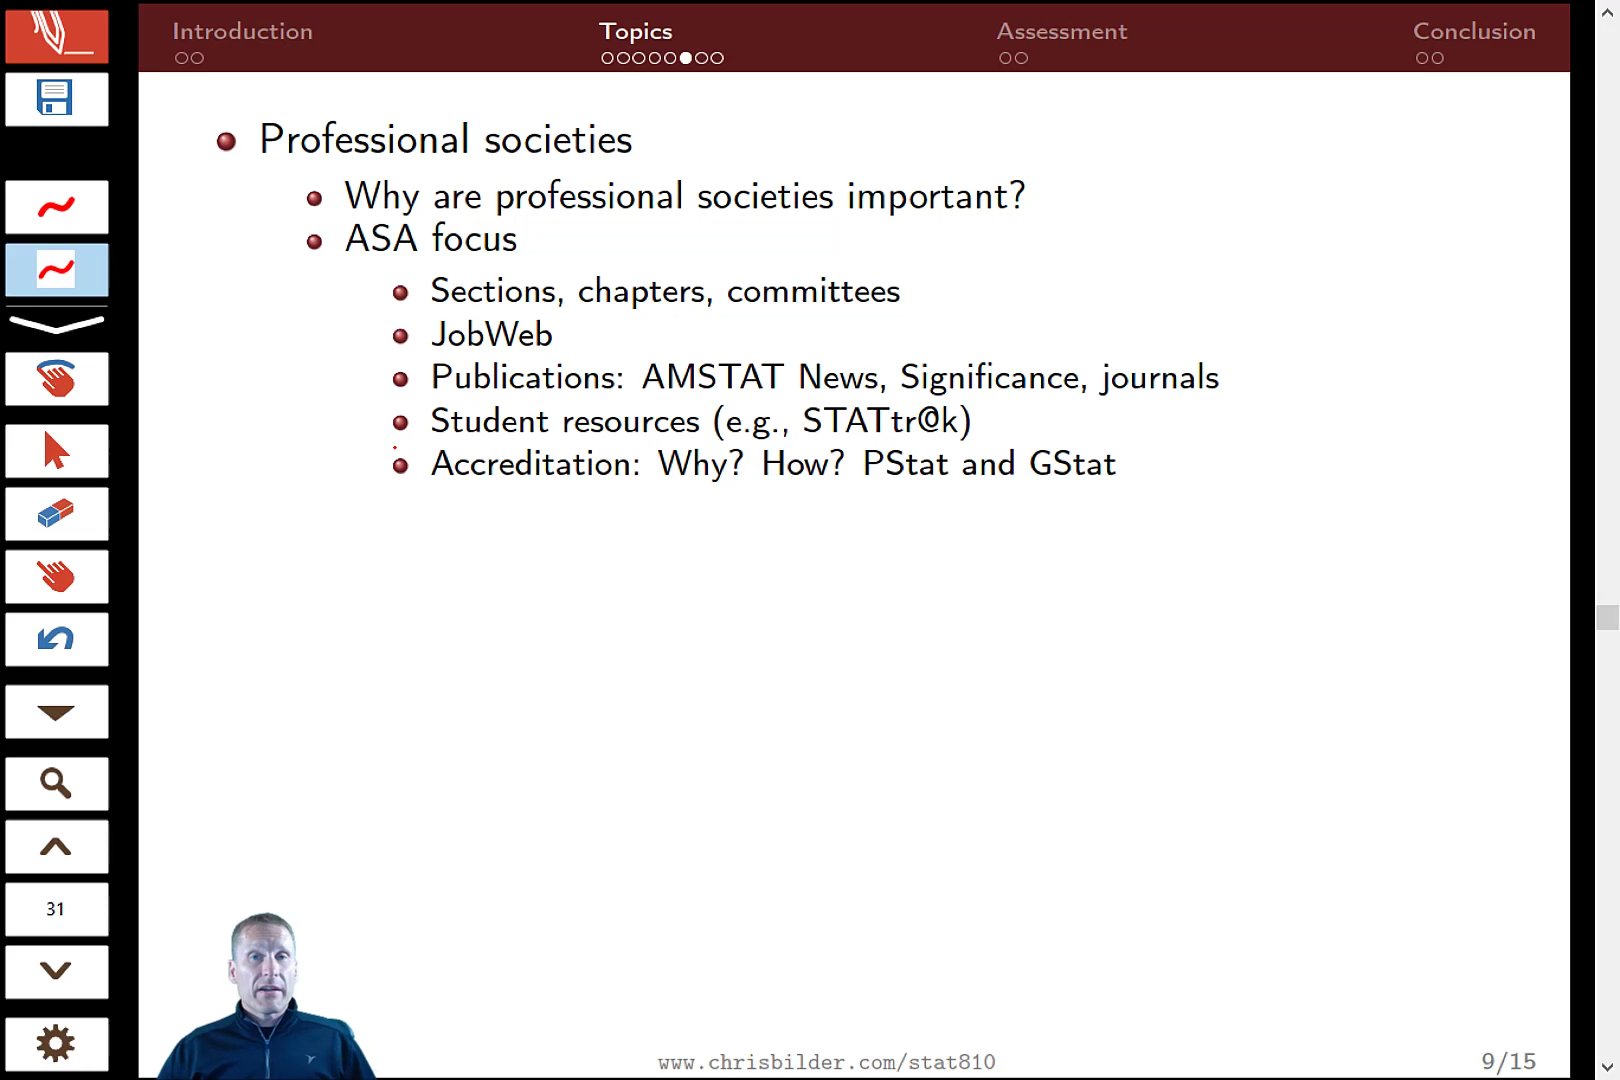 Introduction
Topics
Assessment
Conclusion
Professional societies
Why are professional societies important?
ASA focus
Sections, chapters, committees
JobWeb
Publications: AMSTAT News, Significance, journals
Student resources (e.g., STATtr@k)
Accreditation: Why? How? PStat and GStat
31
www.chrisbilder.com/stat810
9/15